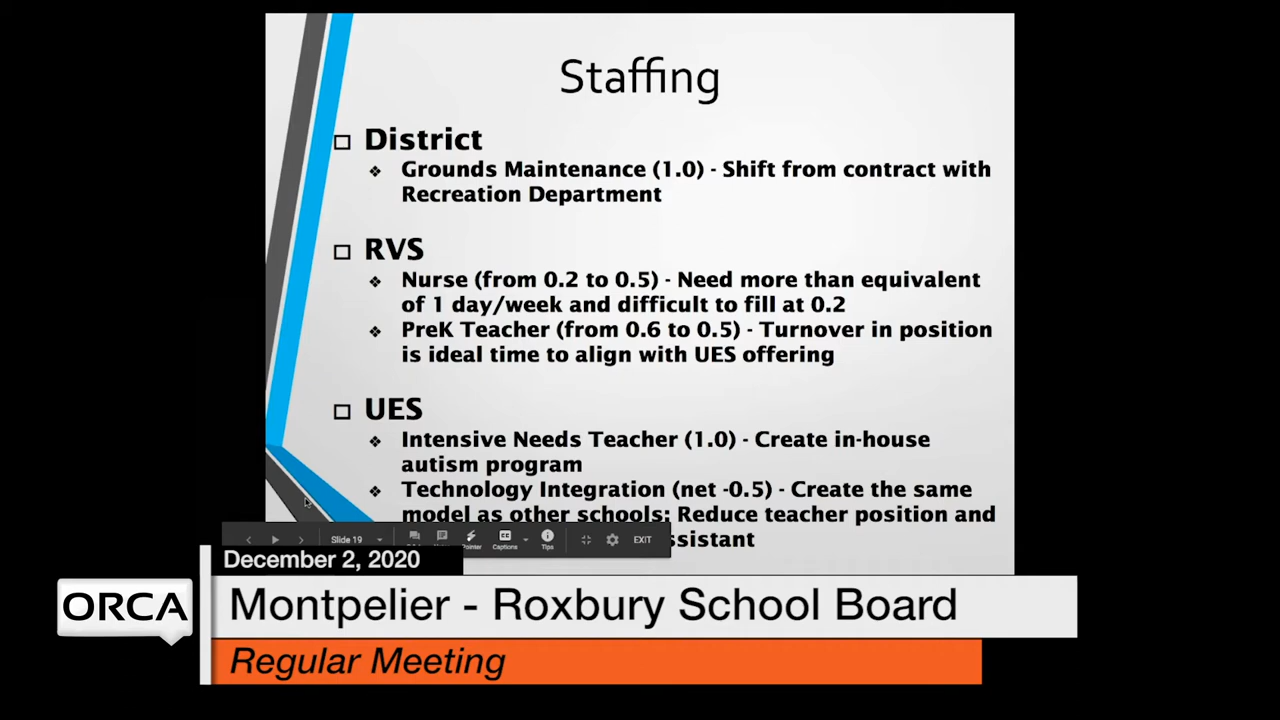 Staffing
District
Grounds Maintenance (1.0) - Shift from contract with
Recreation Department
RVS
Nurse (from 0.2 to 0.5) - Need more than equivalent
of 1 day/week and difficult to fill at 0.2
PreK Teacher (from 0.6 to 0.5) - Turnover in position
is ideal time to align with UES offering
UES
Intensive Needs Teacher (1.0) - Create in-house
autism program
Technology Integration (net -0.5) - Create the same
model as other schools: Reduce teacher position and
Slide 19 Captions Tips EXIT
December 2, 2020
ORCA
Montpelier - Roxbury School Board
Regular Meeting